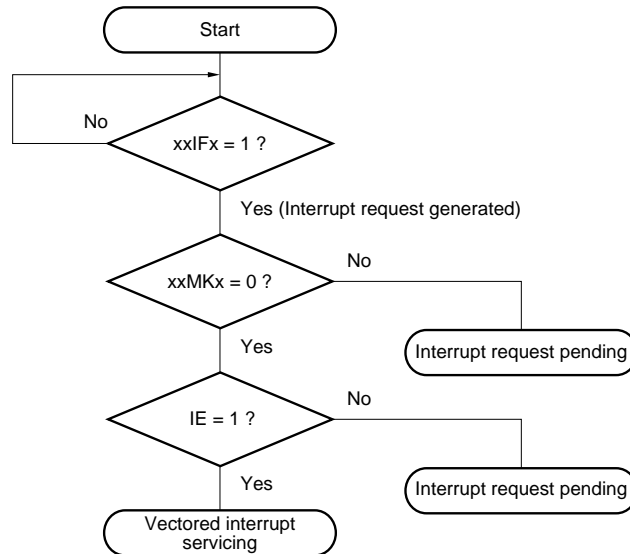 Start
No
xxIFx = 1 ?
Yes (Interrupt request generated)
No
xxMKx = 0 ?
Interrupt request pending
Yes
No
IE = 1 ?
Interrupt request pending
Yes
Vectored interrupt
servicing